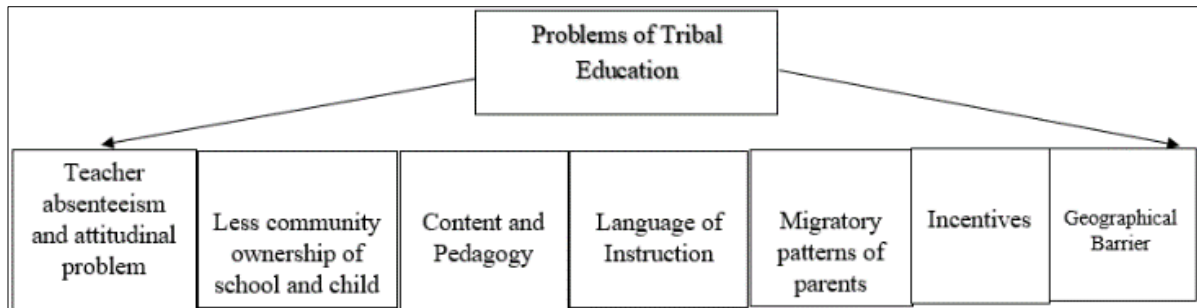 Problems of Tribal
Education
Teacher
absenteeism
and attitudinal
problem
Less community
ownership of
school and child
Content and
Pedagogy
Language of
Instruction
Migratory
patterns of
parents
Incentives
Geographical
Barrier